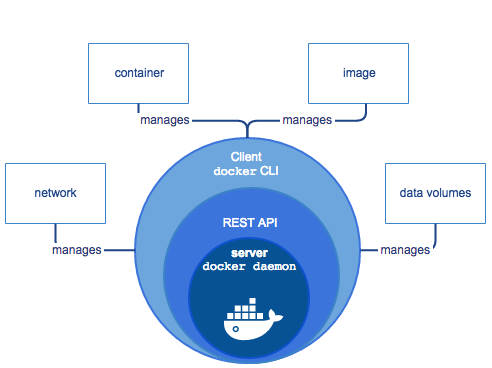 container
image
manages
manages
Client
docker CLI
network
data volumes
REST API
manages
manages
server
docker daemon